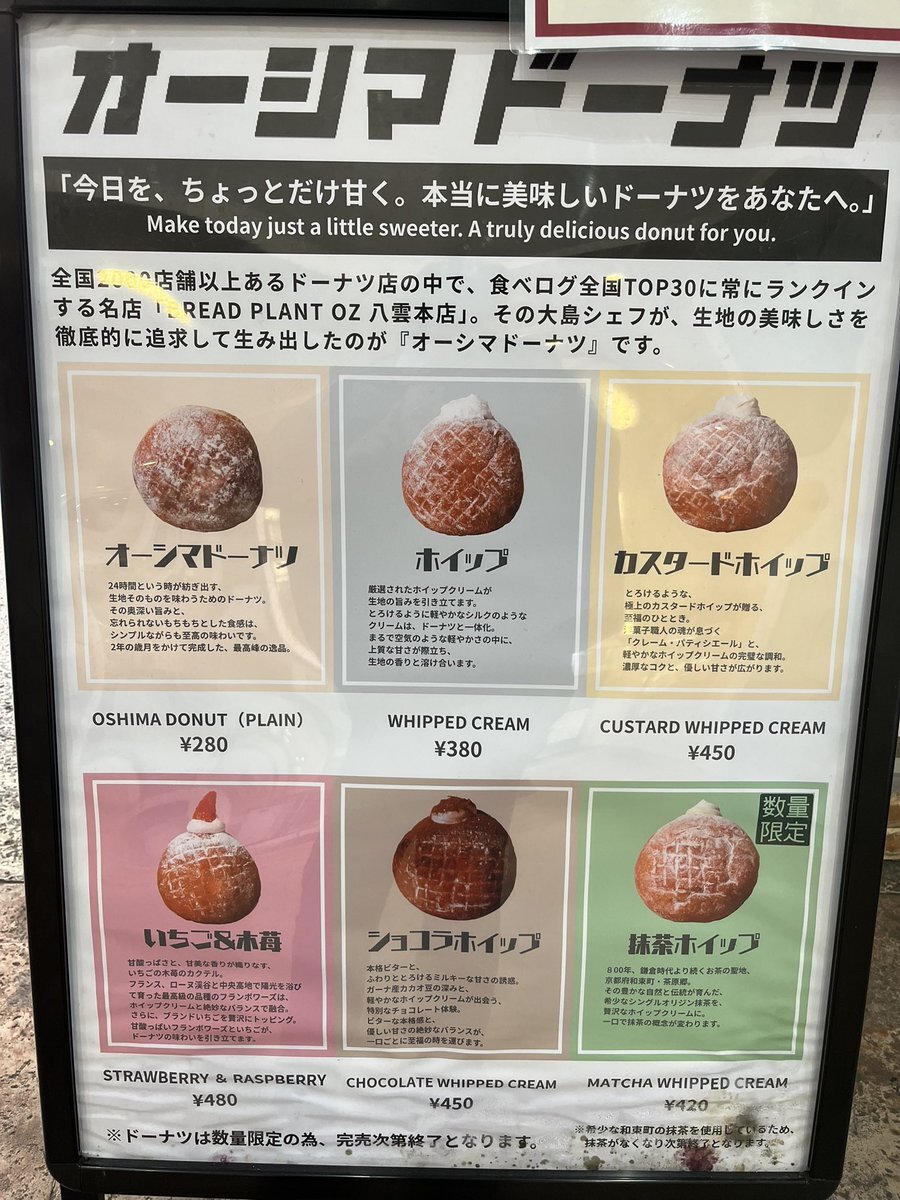 オーシマドーナツ
「今日を、ちょっとだけ甘く。本当に美味しいドーナツをあなたへ。」
Make today just a little sweeter. A truly delicious donut for you.
全国2000店舗以上あるドーナツ店の中で、食べログ全国TOP30に常にランクイン
する名店「BREAD PLANT OZ 八雲本店」。その大島シェフが、生地の美味しさを
徹底的に追求して生み出したのが『オーシマドーナツ』です。
オーシマドーナツ
24時間という時が紡ぎ出す、
生地そのものを味わうためのドーナツ。
その奥深い旨みと、
忘れられないもちもちとした食感は、
シンプルながらも至高の味わいです。
2年の歳月をかけて完成した、最高峰の逸品。
OSHIMA DONUT（PLAIN）
¥280
ホイップ
厳選されたホイップクリームが
生地の旨みを引き立てます。
とろけるように軽やかなシルクのような
クリームは、ドーナツと一体化。
まるで空気のような軽やかさの中に、
上質な甘さが際立ち、
生地の香りと溶け合います。
WHIPPED CREAM
¥380
カスタードホイップ
とろけるような、
極上のカスタードホイップが贈る、
至福のひととき。
菓子職人の魂が息づく
「クレーム・パティシエール」と、
軽やかなホイップクリームの完璧な調和。
濃厚なコクと、優しい甘さが広がります。
CUSTARD WHIPPED CREAM
¥450
いちご&木苺
甘酸っぱさと、甘美な香りが織りなす、
いちごの木苺のカクテル。
フランス、ローヌ渓谷と中央高地で陽光を浴び
て育った最高級の品種のフランボワーズは、
ホイップクリームと絶妙なバランスで融合。
さらに、ブランドいちごを贅沢にトッピング。
甘酸っぱいフランボワーズといちごが、
ドーナツの味わいを引き立てます。
STRAWBERRY & RASPBERRY
¥480
ショコラホイップ
本格ビターと、
ふわりととろけるミルキーな甘さの誘惑。
ガーナ産カカオ豆の深みと、
軽やかなホイップクリームが出会う、
特別なチョコレート体験。
ビターな本格感と、
優しい甘さの絶妙なバランスが、
一口ごとに至福の時を運びます。
CHOCOLATE WHIPPED CREAM
¥450
数量
限定
抹茶ホイップ
800年、鎌倉時代より続くお茶の聖地、
京都府和束町・茶原郷。
その豊かな自然と伝統が育んだ、
希少なシングルオリジン抹茶を、
贅沢なホイップクリームに。
一口で抹茶の概念が変わります。
MATCHA WHIPPED CREAM
¥420
※ドーナツは数量限定の為、完売次第終了となります。
※希少な和束町の抹茶を使用しているため、
抹茶がなくなり次第終了となります。